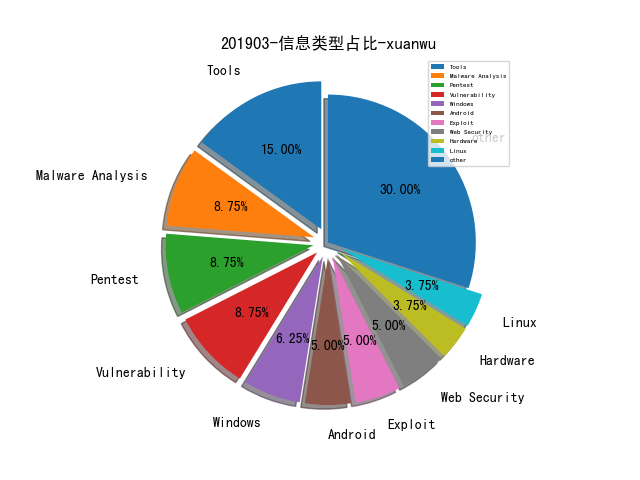 201903-信息类型占比-xuanwu
Tools
Malware Analysis
Pentest
Vulnerability
Windows
Android
Exploit
Web Security
Hardware
Linux
other
Tools
other
15.00%
30.00%
Malware Analysis
8.75%
Pentest
8.75%
Vulnerability
8.75%
Windows
6.25%
Android
5.00%
Exploit
5.00%
Web Security
5.00%
Hardware
3.75%
Linux
3.75%